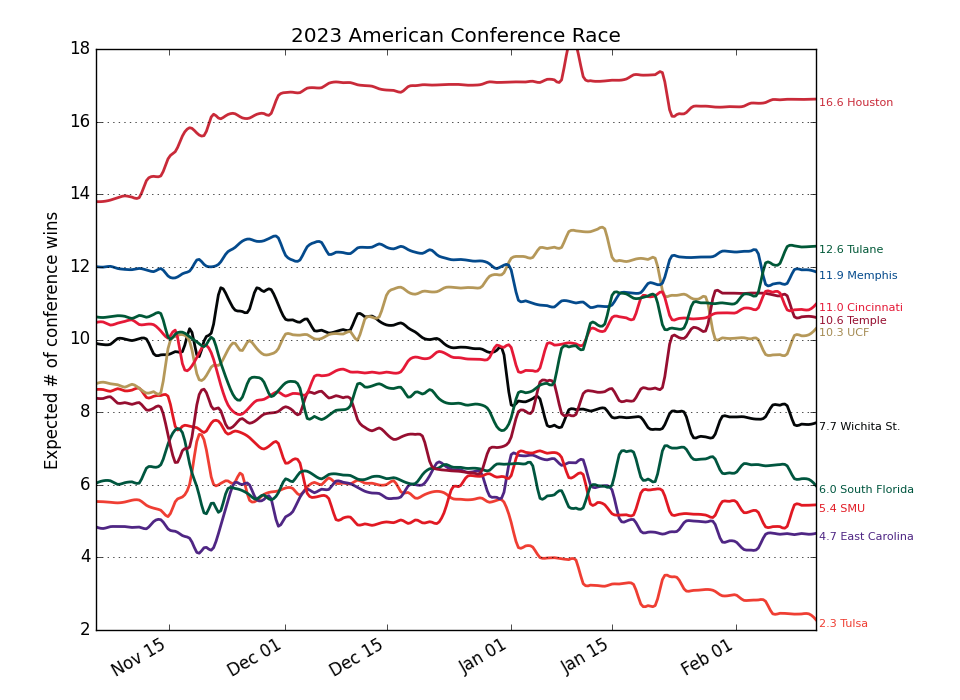 2023 American Conference Race
Expected # of conference wins
18
16
14
12
10
8
6
4
2
16.6 Houston
12.6 Tulane
11.9 Memphis
11.0 Cincinnati
10.6 Temple
10.3 UCF
7.7 Wichita St.
6.0 South Florida
5.4 SMU
4.7 East Carolina
2.3 Tulsa
Nov 15
Dec 01
Dec 15
Jan 01
Jan 15
Feb 01